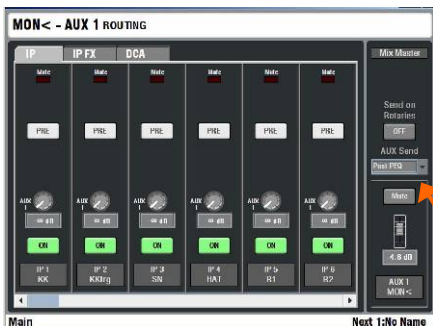 MON< - AUX 1 ROUTING
IP IP FX DCA Mix Master
Mute Mute Mute Mute Mute Mute
Send on
Rotaries
PRE PRE PRE PRE PRE PRE OFF
AUX Send
Post PEQ
AUX AUX AUX AUX AUX AUX Mute
1 1 1 1 1 1
-∞ dB -∞ dB -∞ dB -∞ dB -∞ dB -∞ dB
ON ON ON ON ON ON
4.8 dB
IP 1 IP 2 IP 3 IP 4 IP 5 IP 6 AUX 1
KK KKtrg SN HAT R1 R2 MON<
Main Next 1:No Name